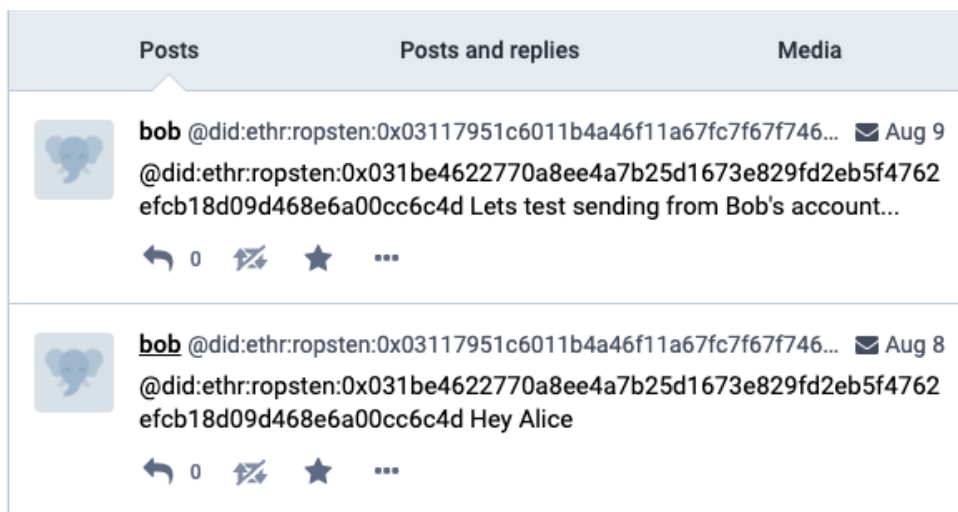 Posts Posts and replies Media
bob @did:ethr:ropsten:0x03117951c6011b4a46f11a67fc7f67f746... Aug 9
@did:ethr:ropsten:0x031be4622770a8ee4a7b25d1673e829fd2eb5f4762
efcb18d09d468e6a00cc6c4d Lets test sending from Bob's account...
0
bob @did:ethr:ropsten:0x03117951c6011b4a46f11a67fc7f67f746... Aug 8
@did:ethr:ropsten:0x031be4622770a8ee4a7b25d1673e829fd2eb5f4762
efcb18d09d468e6a00cc6c4d Hey Alice
0